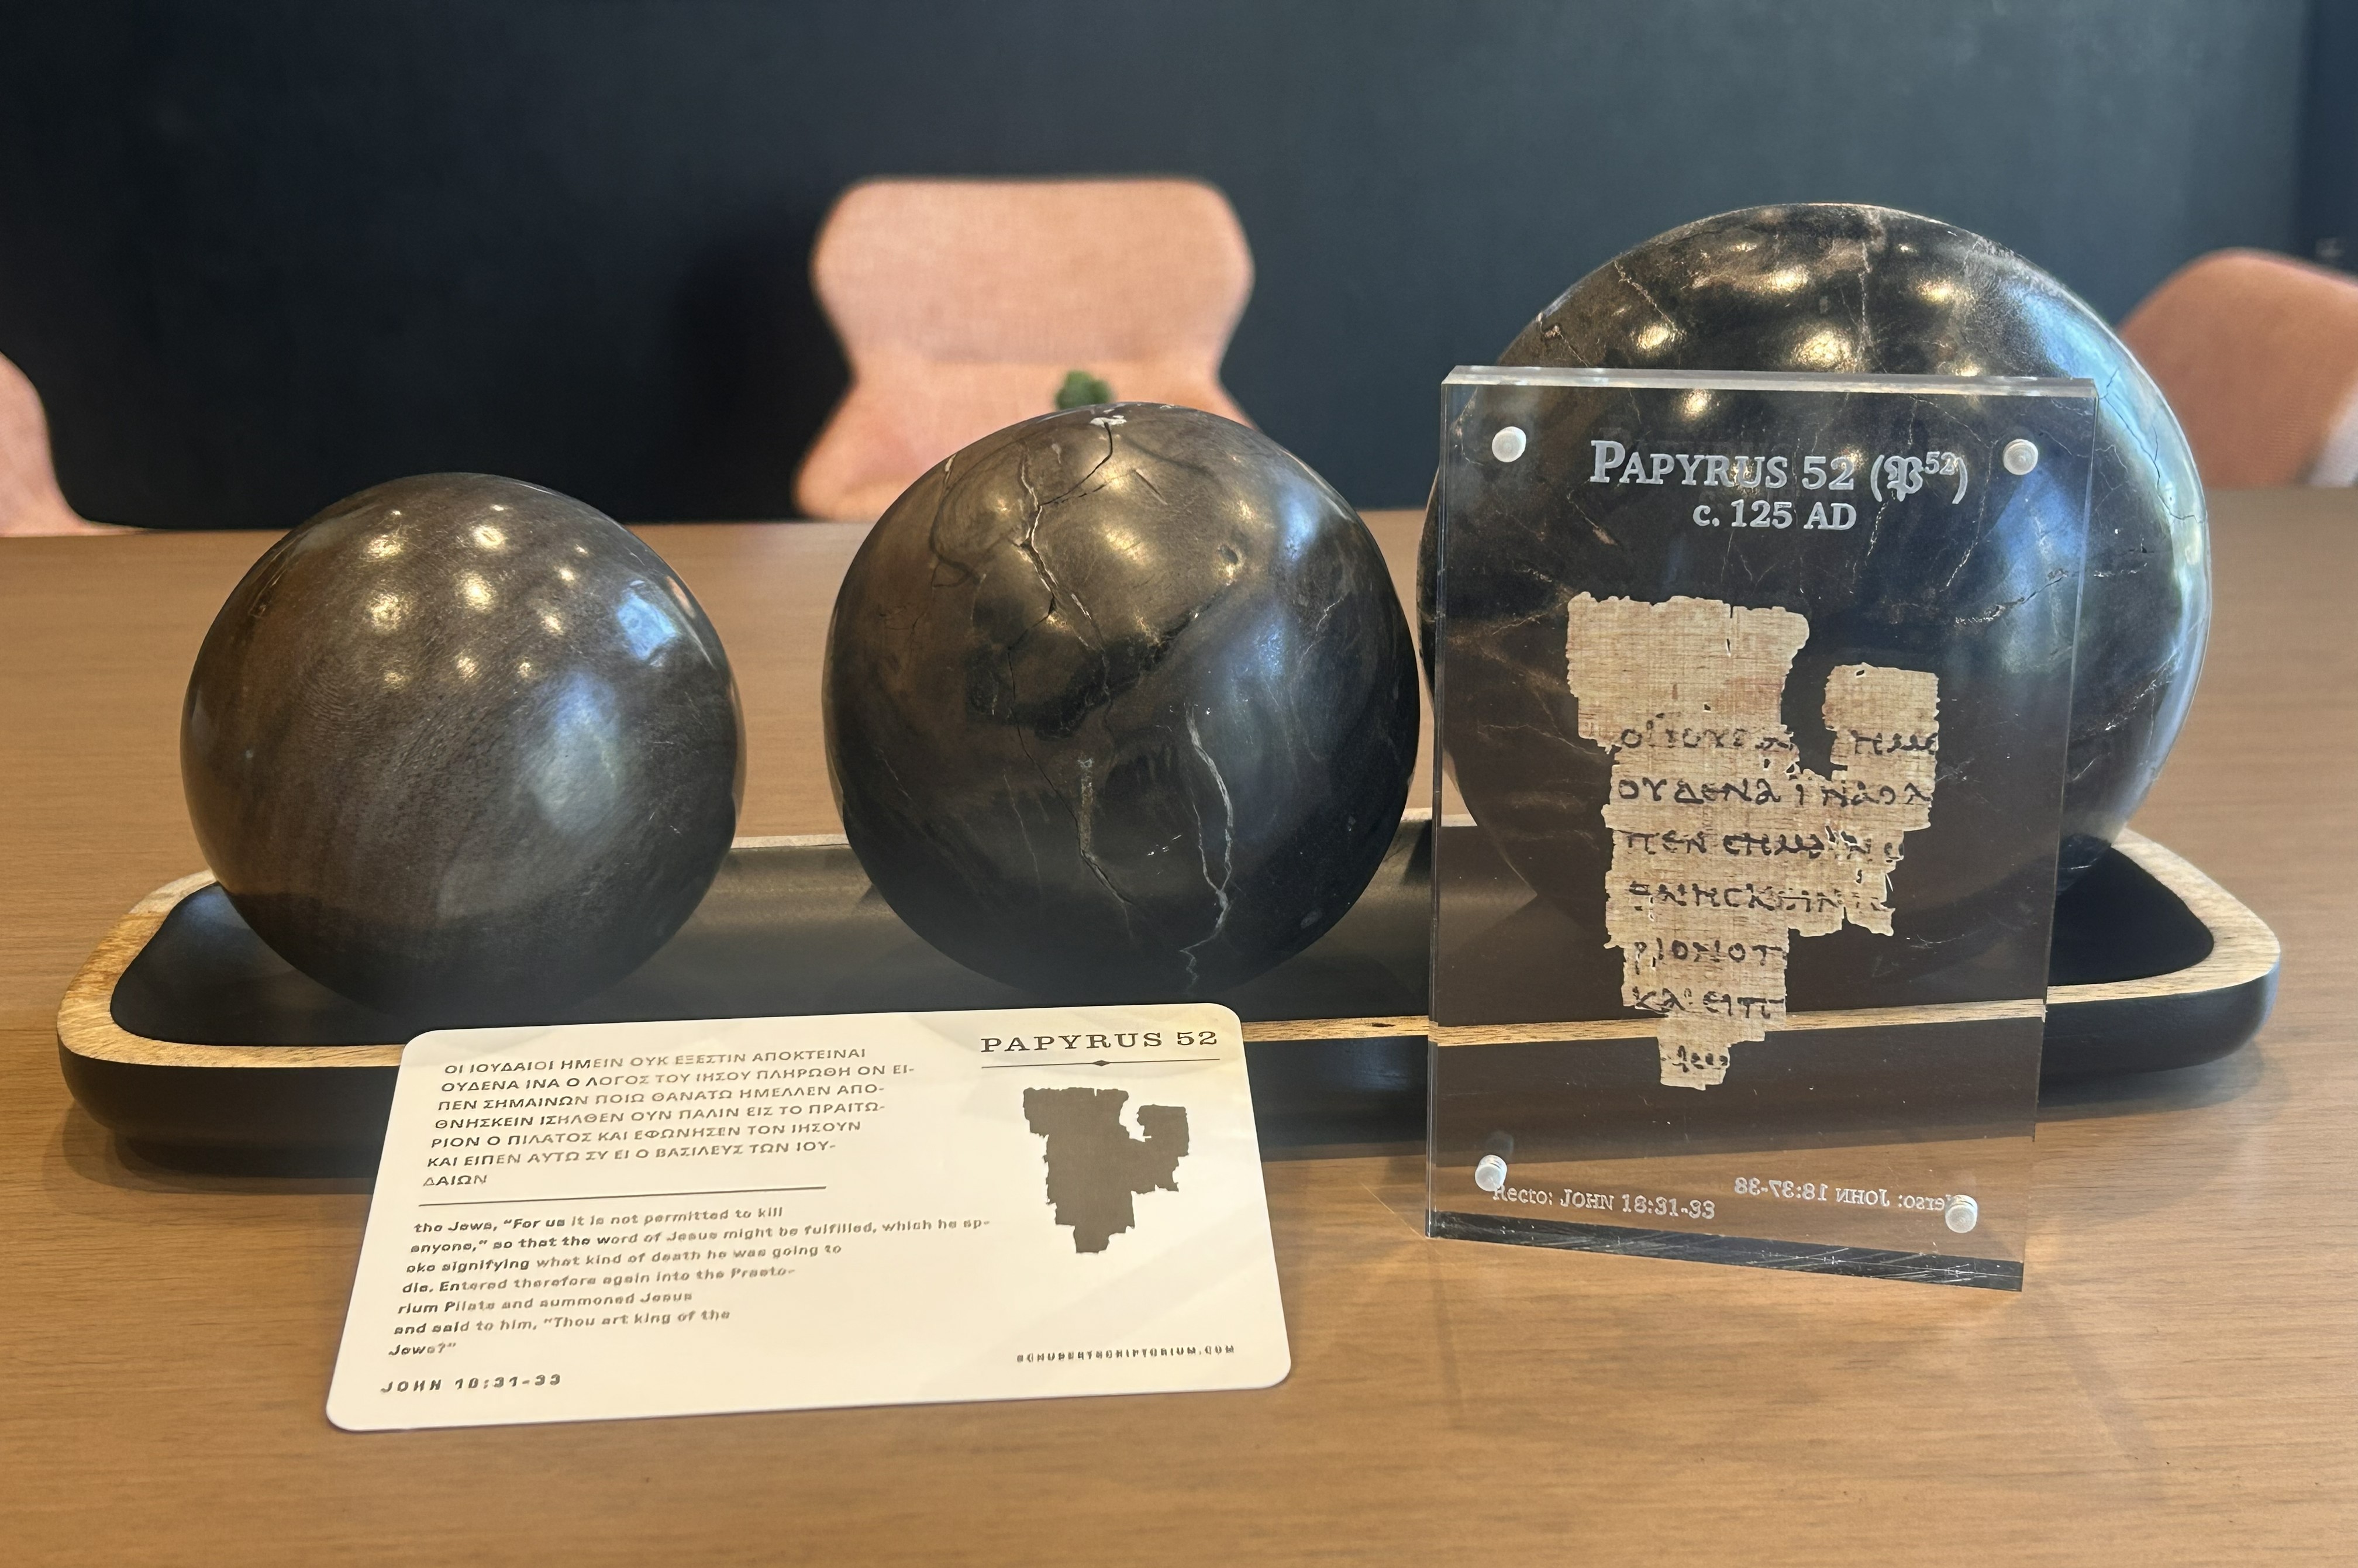 ΟΙ ΙΟΥΔΑΙΟΙ ΗΜΕΙΝ ΟΥΚ ΕΞΕΣΤΙΝ ΑΠΟΚΤΕΙΝΑΙ
ΟΥΔΕΝΑ ΙΝΑ Ο ΛΟΓΟΣ ΤΟΥ ΙΗΣΟΥ ΠΛΗΡΩΘΗ ΟΝ ΕΙ-
ΠΕΝ ΣΗΜΑΙΝΩΝ ΠΟΙΩ ΘΑΝΑΤΩ ΗΜΕΛΛΕΝ ΑΠΟ-
ΘΝΗΣΚΕΙΝ ΙΣΗΛΘΕΝ ΟΥΝ ΠΑΛΙΝ ΕΙΣ ΤΟ ΠΡΑΙΤΩ-
ΡΙΟΝ Ο ΠΙΛΑΤΟΣ ΚΑΙ ΕΦΩΝΗΣΕΝ ΤΟΝ ΙΗΣΟΥΝ
ΚΑΙ ΕΙΠΕΝ ΑΥΤΩ ΣΥ ΕΙ Ο ΒΑΣΙΛΕΥΣ ΤΩΝ ΙΟΥ-
ΔΑΙΩΝ
the Jews, “For us it is not permitted to kill
anyone,” so that the word of Jesus might be fulfilled, which he sp-
oke signifying what kind of death he was going to
die. Entered therefore again into the Praeto-
rium Pilate and summoned Jesus
and said to him, “Thou art king of the
Jews?”
JOHN 18:31-33
PAPYRUS 52
SCHUBERTSCRIPTORIUM.COM
PAPYRUS 52 (𝔓52)
c. 125 AD
ΟΥΔΕΝΑ ΙΝΑΟΛ
ΠΕΝ
ΡΙΟΝΟΠ
ΚΑΙ ΕΙΠ
Recto: JOHN 18:31-33
Verso: JOHN 18:37-38